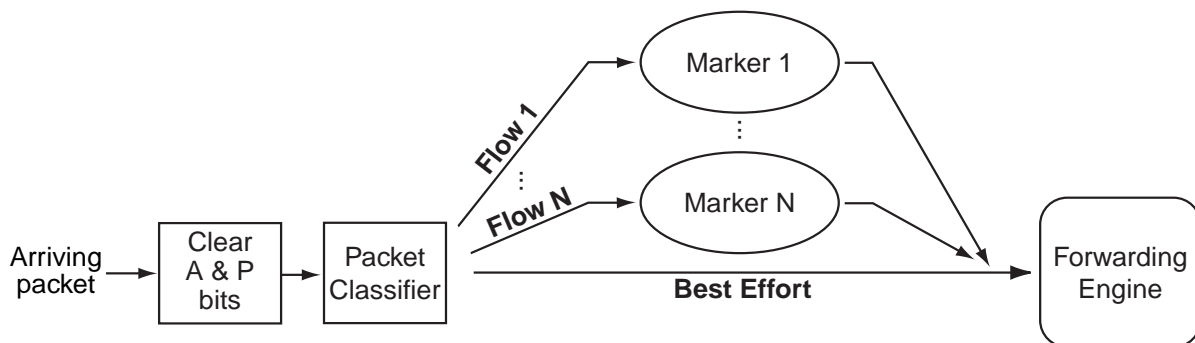 Arriving
packet
Clear
A & P
bits
Packet
Classifier
Flow 1
⋮
Flow N
Marker 1
⋮
Marker N
Best Effort
Forwarding
Engine